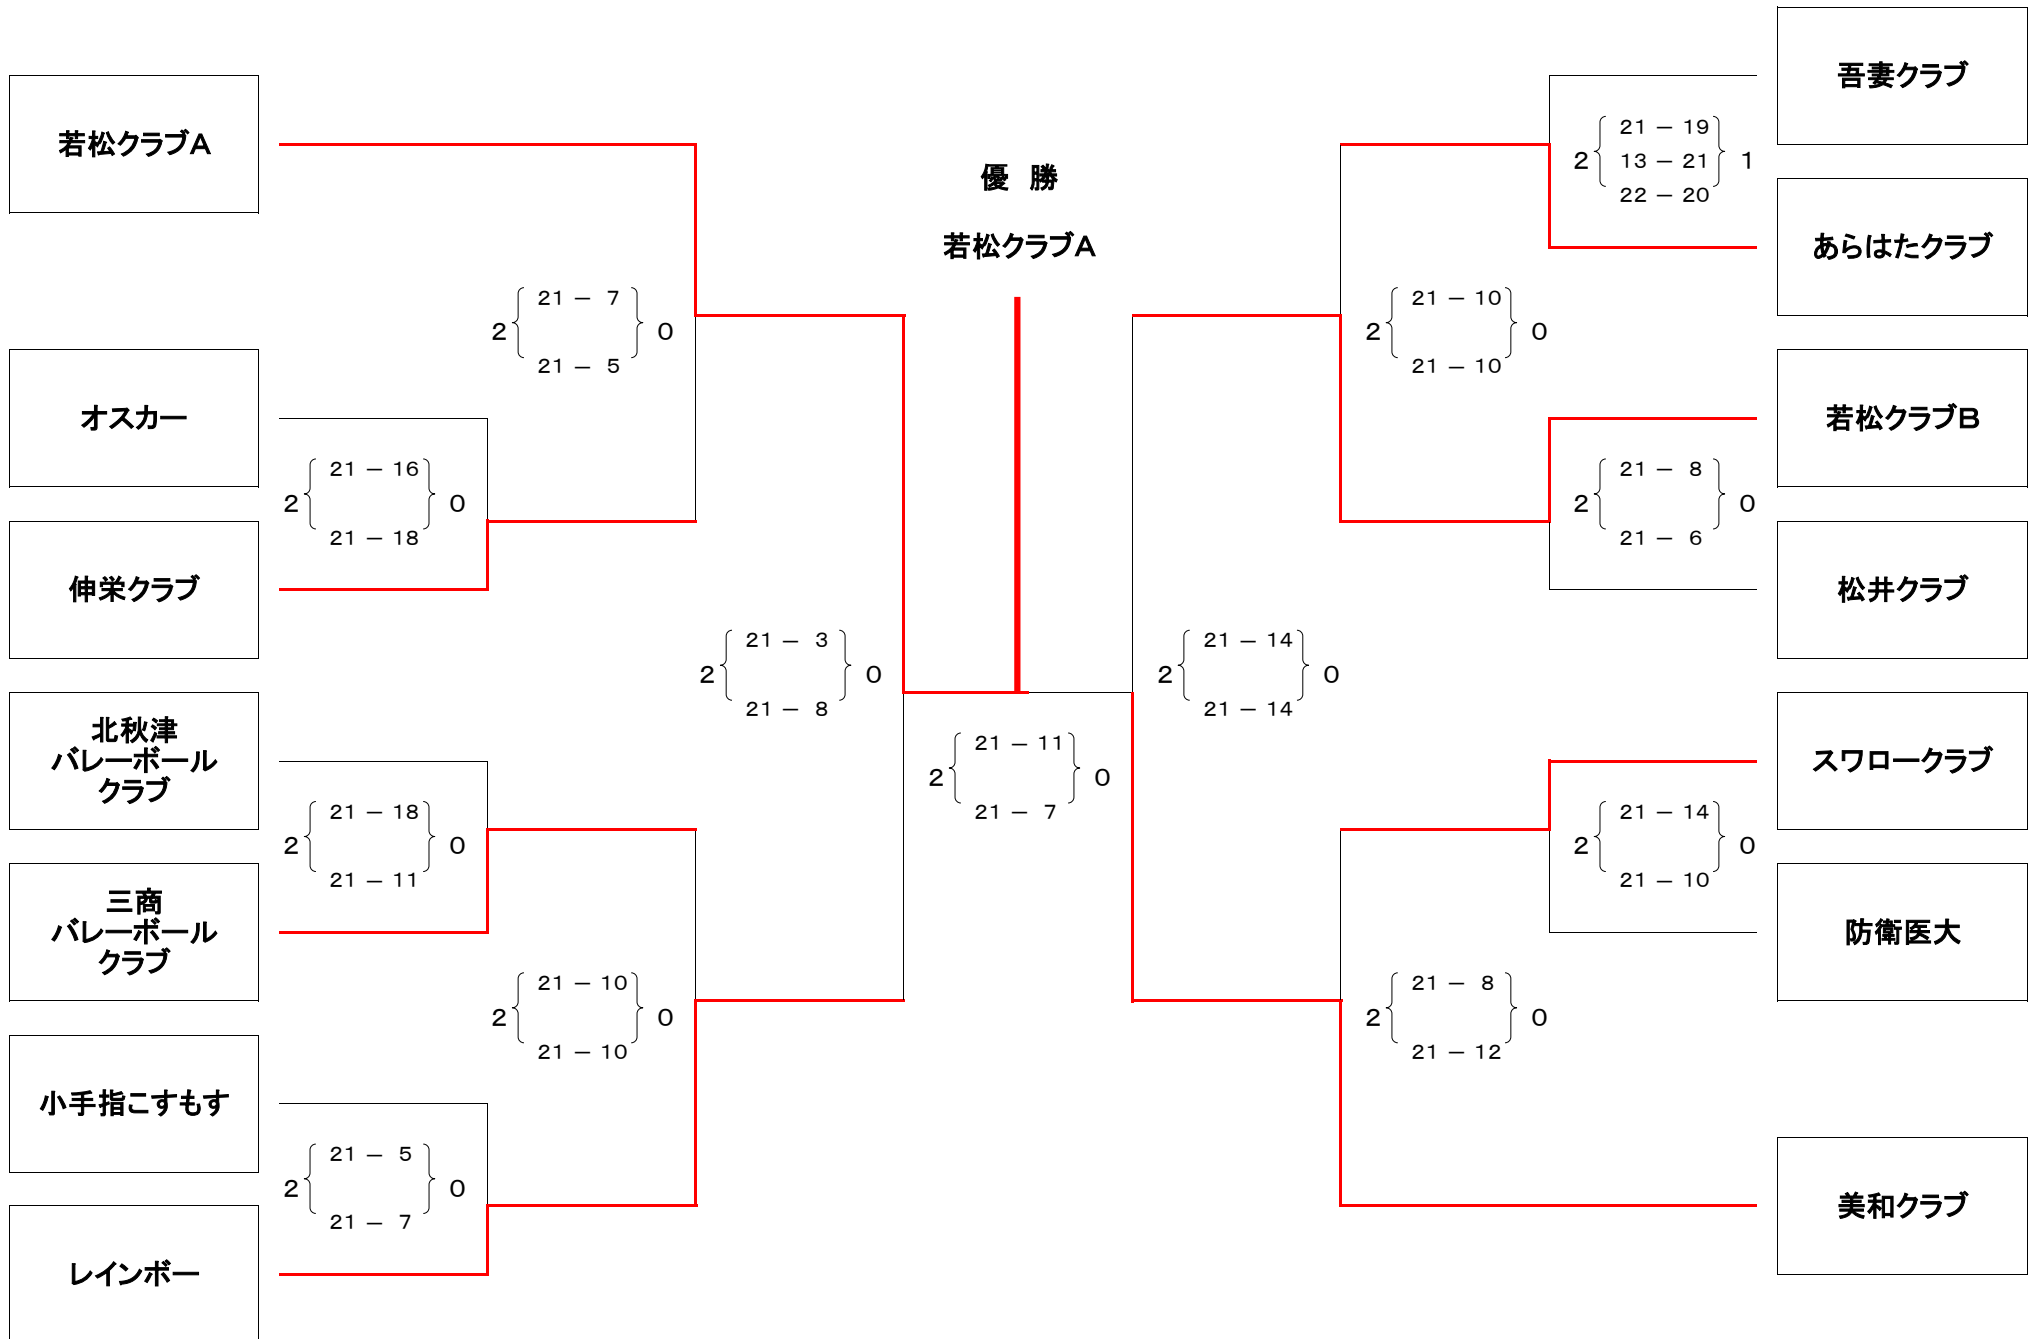 若松クラブA
オスカー
伸栄クラブ
北秋津
バレーボール
クラブ
三商
バレーボール
クラブ
小手指こすもす
レインボー
2 21 － 16 0
21 － 18
2 21 － 18 0
21 － 11
2 21 － 5 0
21 － 7
2 21 － 7 0
21 － 5
2 21 － 10 0
21 － 10
2 21 － 3 0
21 － 8
優　勝
若松クラブA
2 21 － 11 0
21 － 7
2 21 － 14 0
21 － 14
2 21 － 10 0
21 － 10
2 21 － 8 0
21 － 12
21 － 19
2 13 － 21 1
22 － 20
2 21 － 8 0
21 － 6
2 21 － 14 0
21 － 10
吾妻クラブ
あらはたクラブ
若松クラブB
松井クラブ
スワロークラブ
防衛医大
美和クラブ